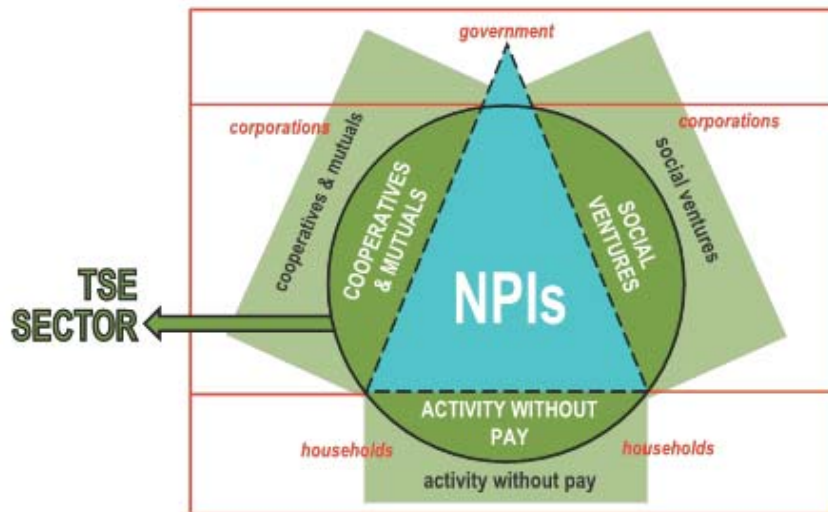 government
corporations
corporations
cooperatives & mutuals
COOPERATIVES
& MUTUALS
SOCIAL
VENTURES
social ventures
TSE
SECTOR
NPIs
ACTIVITY WITHOUT
PAY
households
households
activity without pay